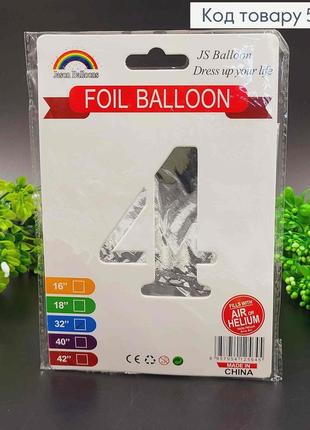 Код товару 5
JS Balloon
Dress up your life
Jason Balloons
FOIL BALLOON
4
16"
18"
32"
40"
42"
CE
FILLS WITH
AIR OR
HELIUM
MADE IN
CHINA